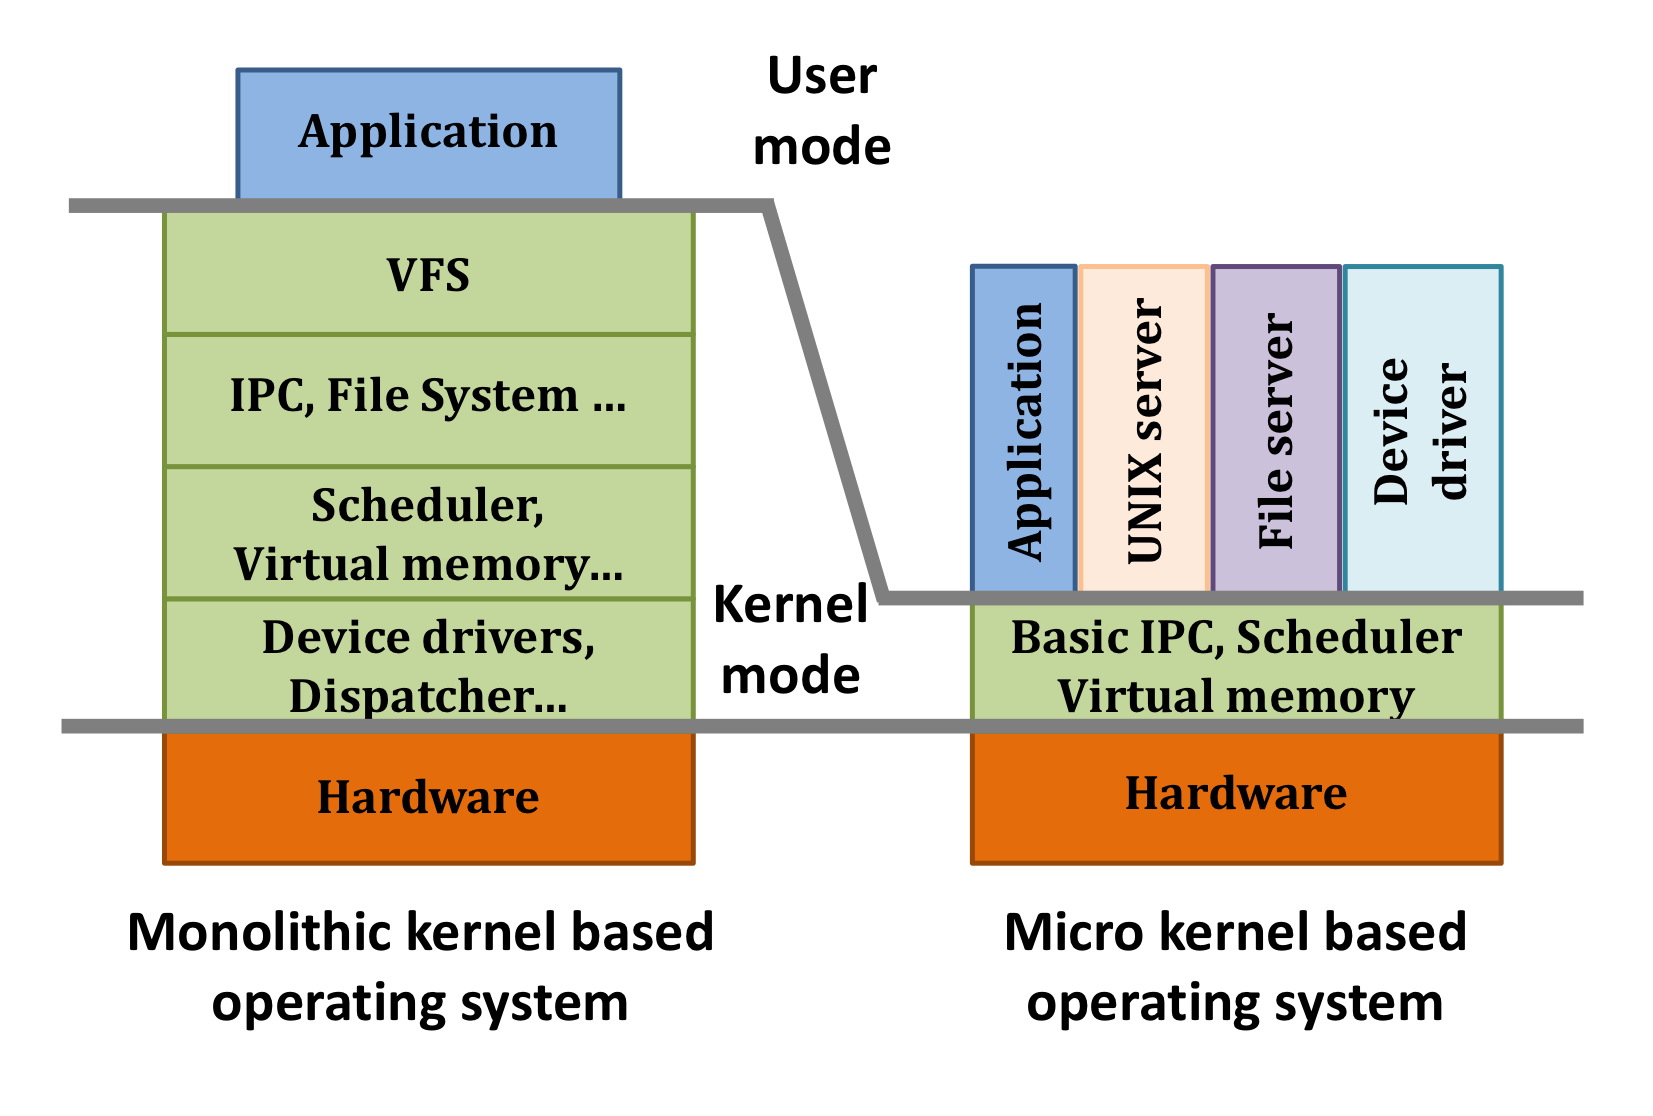 Application
User
mode
VFS
IPC, File System ...
Scheduler,
Virtual memory...
Device drivers,
Dispatcher...
Hardware
Kernel
mode
Application
UNIX server
File server
Device
driver
Basic IPC, Scheduler
Virtual memory
Hardware
Monolithic kernel based
operating system
Micro kernel based
operating system